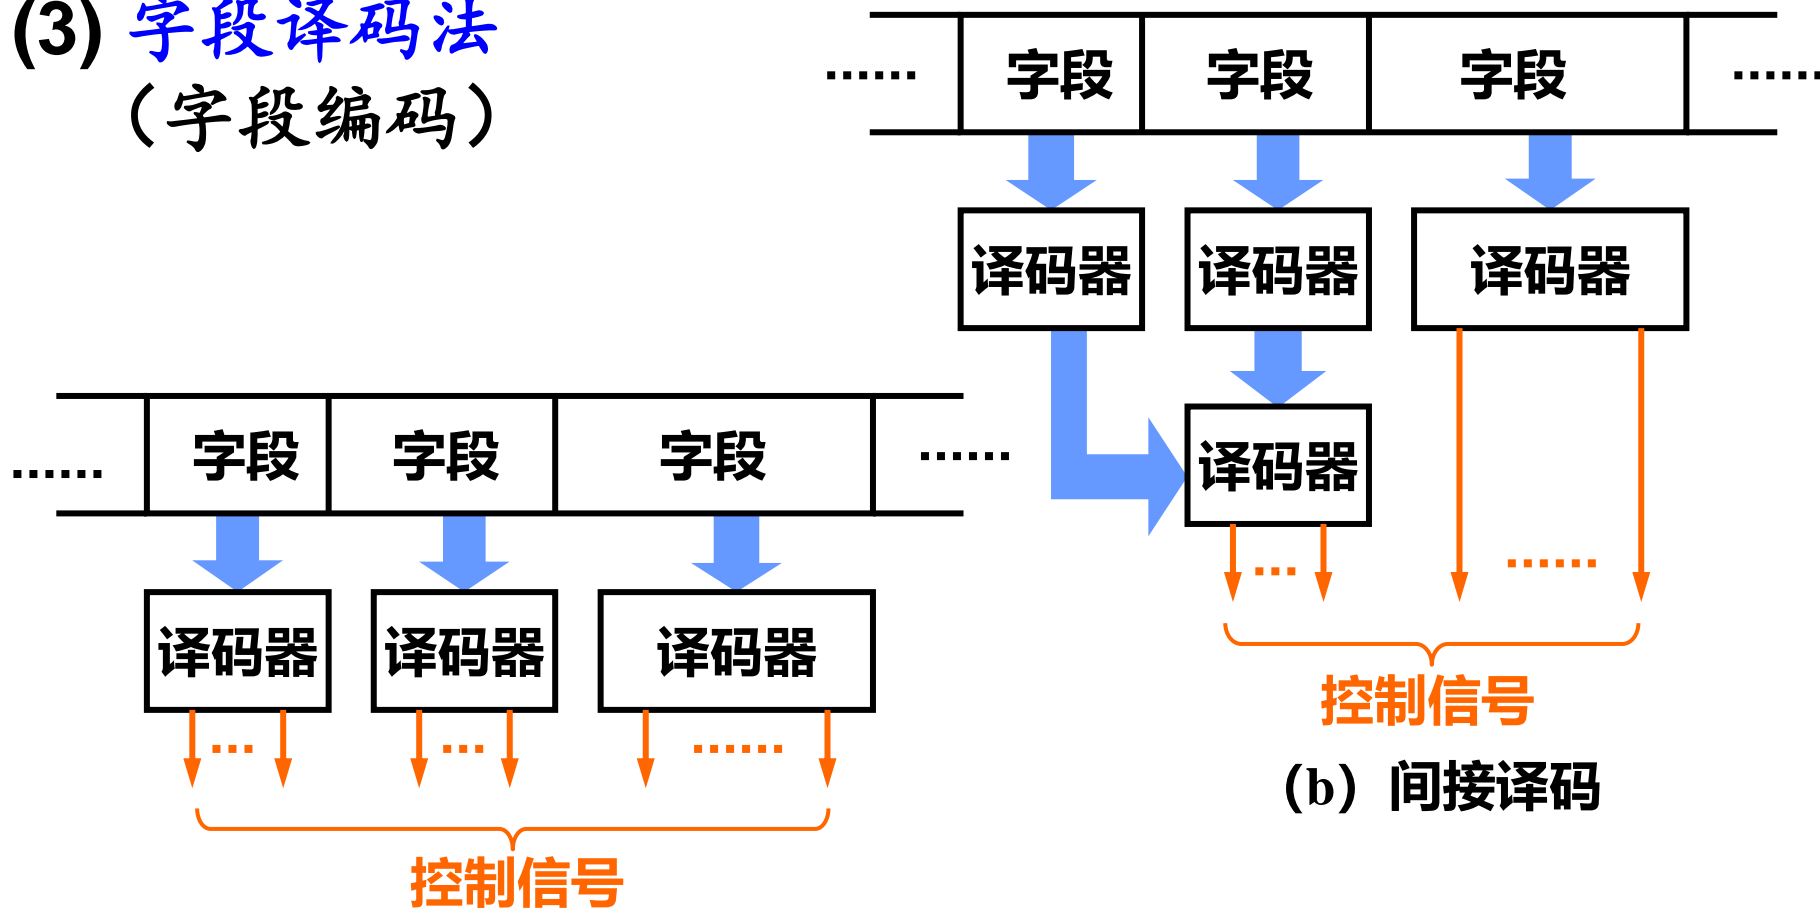 (3) 字段译码法
（字段编码）
...... 字段 字段 字段 ......
译码器 译码器 译码器
译码器
... ......
控制信号
（b）间接译码
...... 字段 字段 字段 ......
译码器 译码器 译码器
... ... ......
控制信号